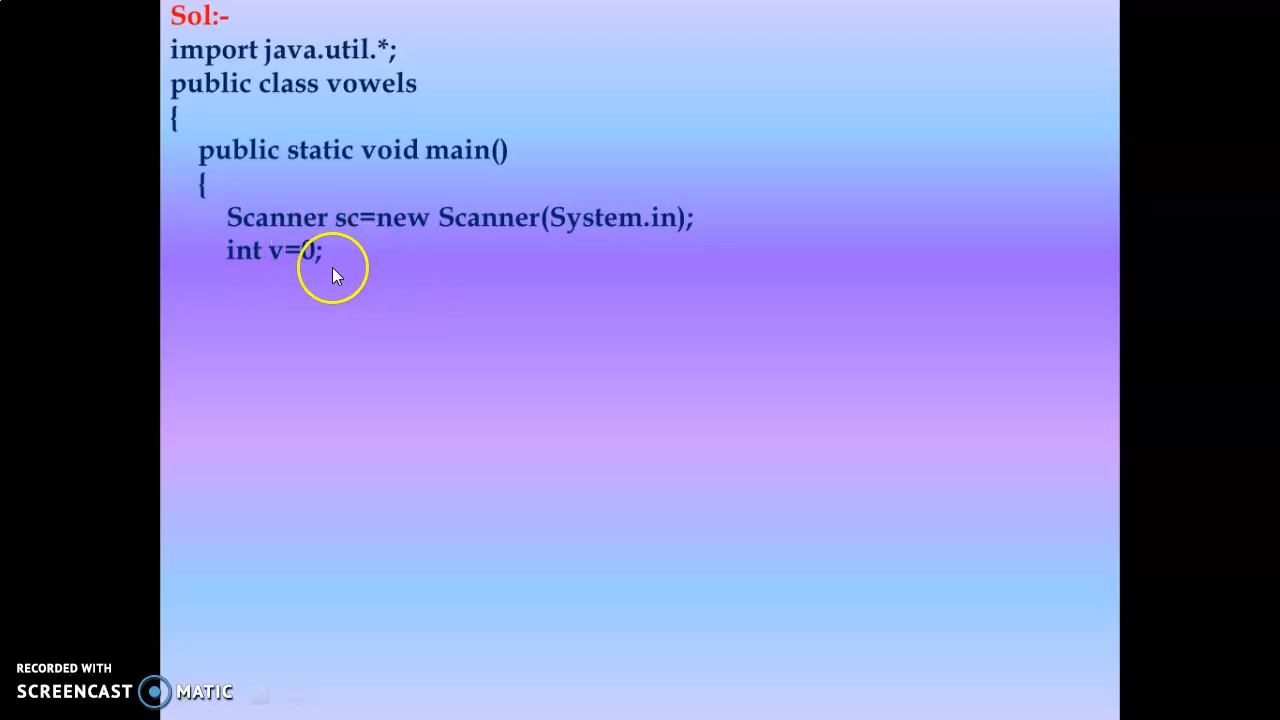 Sol:-
import java.util.*;
public class vowels
{
public static void main()
{
Scanner sc=new Scanner(System.in);
int v=0;
RECORDED WITH
SCREENCAST MATIC